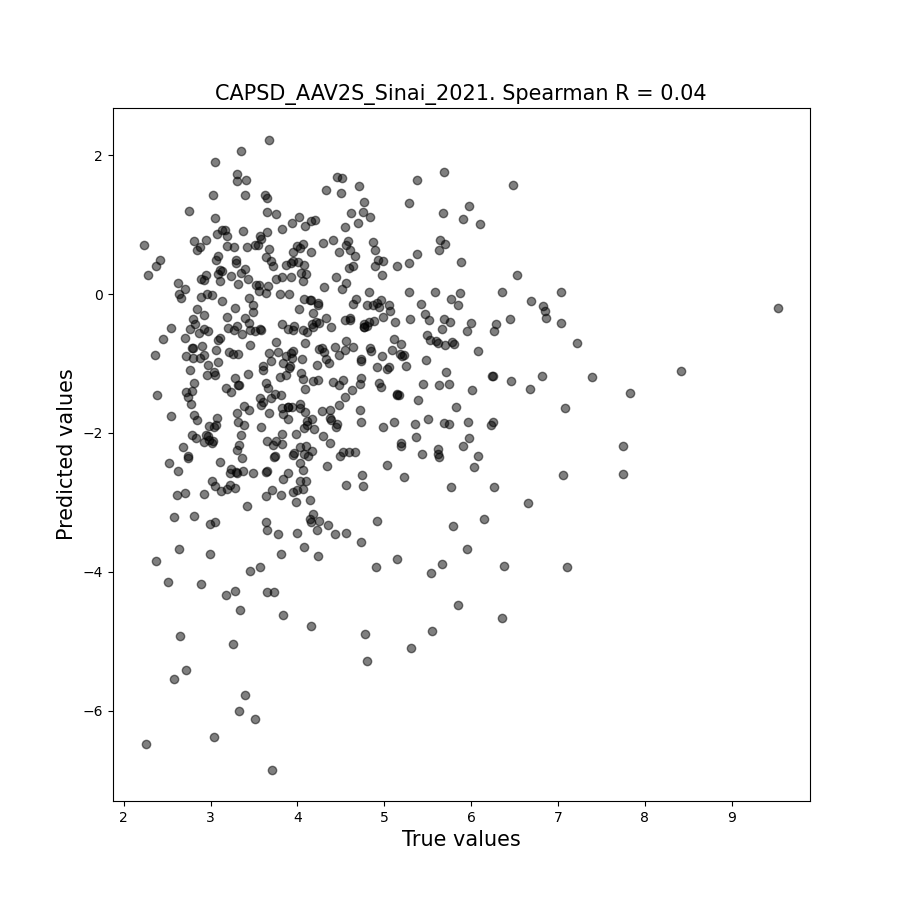 CAPSD_AAV2S_Sinai_2021. Spearman R = 0.04
2
0
−2
−4
−6
Predicted values
2 3 4 5 6 7 8 9
True values